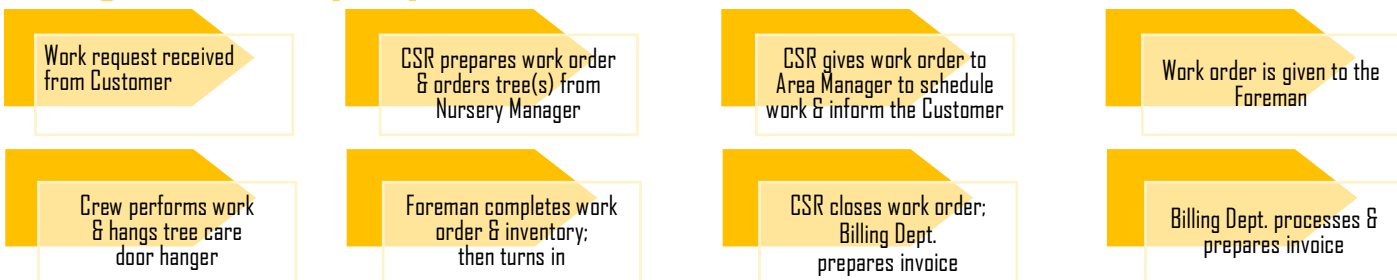 Work request received
from Customer
CSR prepares work order
& orders tree(s) from
Nursery Manager
CSR gives work order to
Area Manager to schedule
work & inform the Customer
Work order is given to the
Foreman
Crew performs work
& hangs tree care
door hanger
Foreman completes work
order & inventory;
then turns in
CSR closes work order;
Billing Dept.
prepares invoice
Billing Dept. processes &
prepares invoice